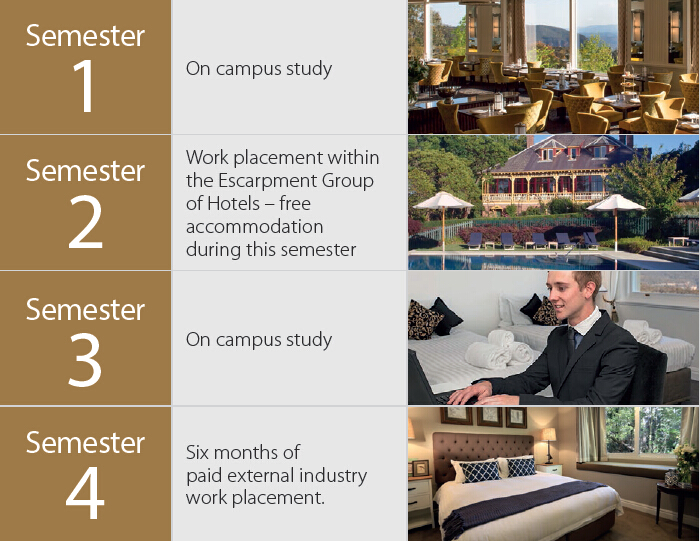 Semester
1
On campus study
Semester
2
Work placement within
the Escarpment Group
of Hotels – free
accommodation
during this semester
Semester
3
On campus study
Semester
4
Six months of
paid external industry
work placement.